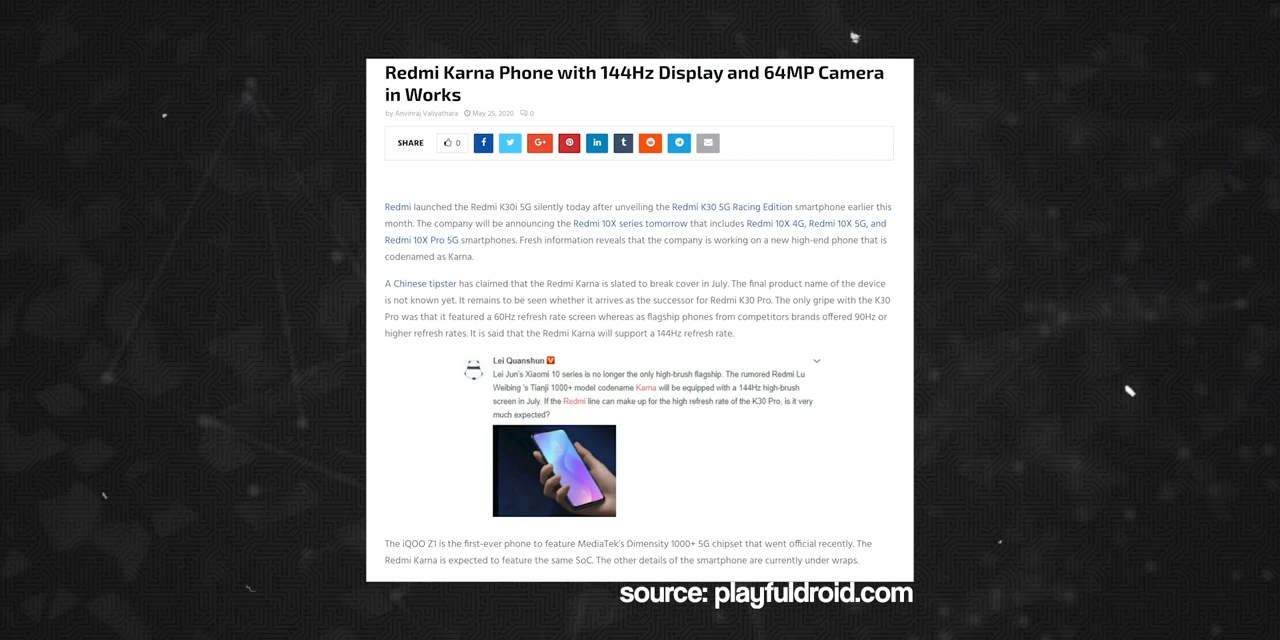 Redmi Karna Phone with 144Hz Display and 64MP Camera
in Works
by Anvinraj Valiyathara May 25, 2020 0
SHARE 0 f G+ in t
Redmi launched the Redmi K30i 5G silently today after unveiling the Redmi K30 5G Racing Edition smartphone earlier this
month. The company will be announcing the Redmi 10X series tomorrow that includes Redmi 10X 4G, Redmi 10X 5G, and
Redmi 10X Pro 5G smartphones. Fresh information reveals that the company is working on a new high-end phone that is
codenamed as Karna.
A Chinese tipster has claimed that the Redmi Karna is slated to break cover in July. The final product name of the device
is not known yet. It remains to be seen whether it arrives as the successor for Redmi K30 Pro. The only gripe with the K30
Pro was that it featured a 60Hz refresh rate screen whereas as flagship phones from competitors brands offered 90Hz or
higher refresh rates. It is said that the Redmi Karna will support a 144Hz refresh rate.
Lei Quanshun V
Lei Jun's Xiaomi 10 series is no longer the only high-brush flagship. The rumored Redmi Lu
Weibing 's Tianji 1000+ model codename Karna will be equipped with a 144Hz high-brush
screen in July. If the Redmi line can make up for the high refresh rate of the K30 Pro, is it very
much expected?
The iQOO Z1 is the first-ever phone to feature MediaTek's Dimensity 1000+ 5G chipset that went official recently. The
Redmi Karna is expected to feature the same SoC. The other details of the smartphone are currently under wraps.
source: playfuldroid.com